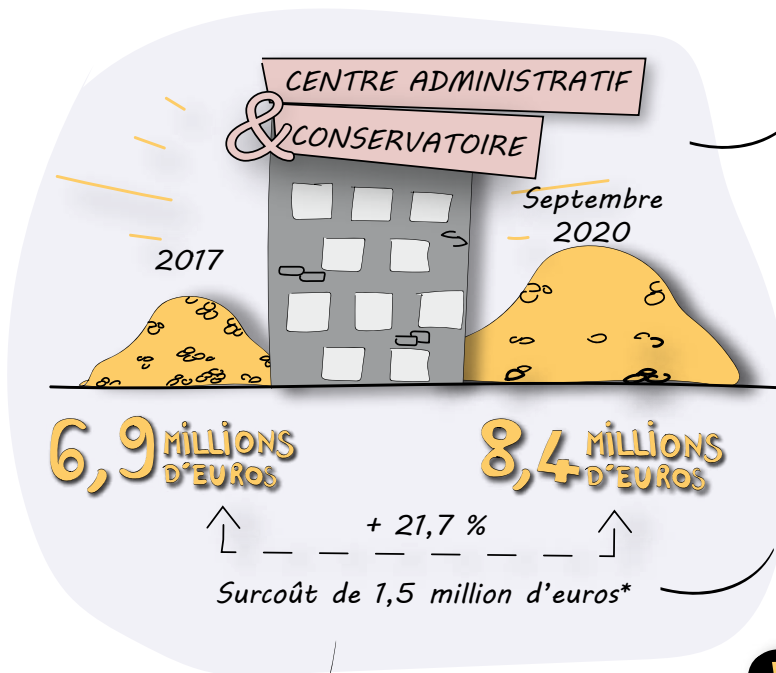 CENTRE ADMINISTRATIF
& CONSERVATOIRE
2017
Septembre
2020
6,9 MILLIONS
D'EUROS
8,4 MILLIONS
D'EUROS
+ 21,7 %
Surcoût de 1,5 million d'euros*